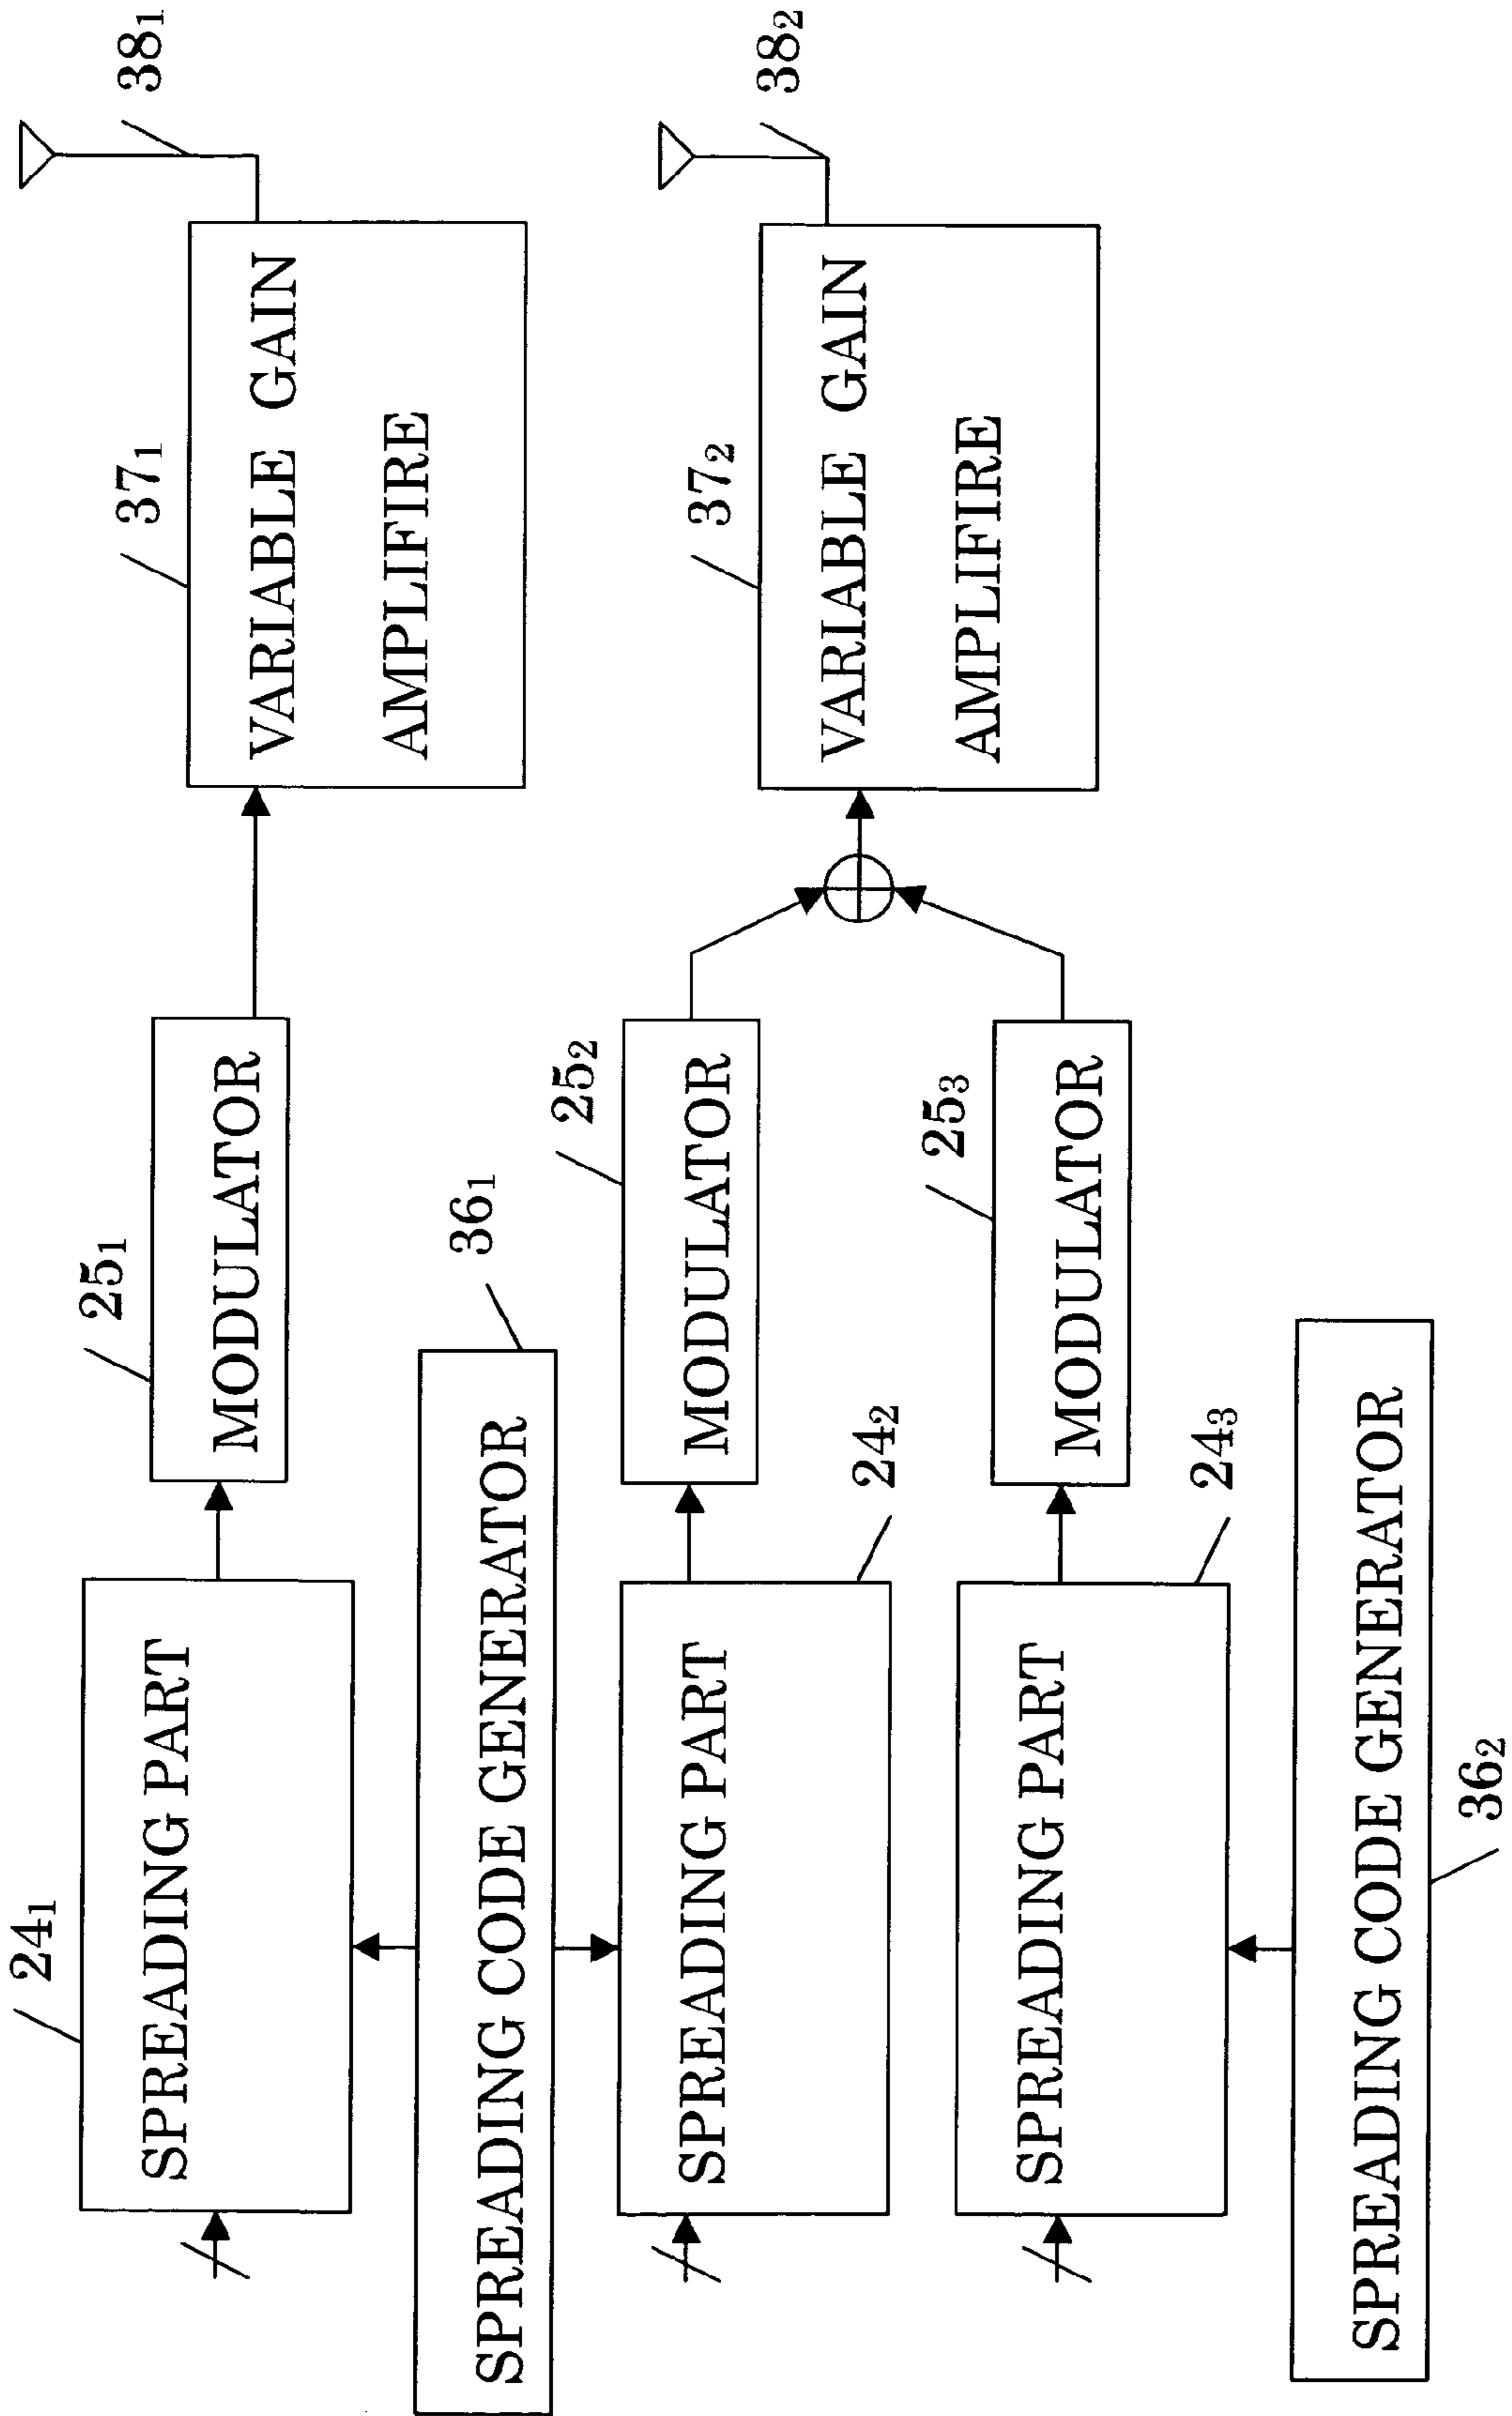 38₁
37₁
VARIABLE GAIN
AMPLIFIRE
25₁
MODULATOR
24₁
SPREADING PART
36₁
SPREADING CODE GENERATOR
38₂
37₂
VARIABLE GAIN
AMPLIFIRE
25₂
MODULATOR
24₂
SPREADING PART
25₃
MODULATOR
24₃
SPREADING PART
SPREADING CODE GENERATOR
36₂